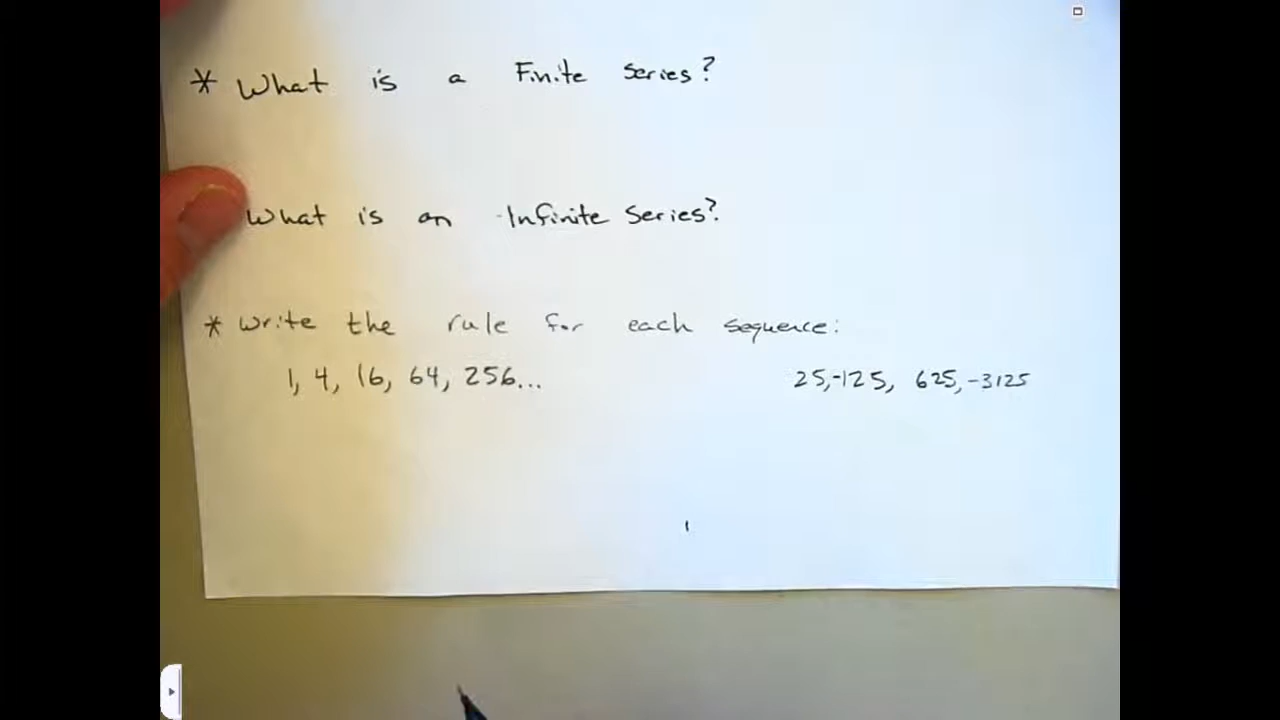 * What is a Finite series?
What is an Infinite series?
* Write the rule for each sequence:
1, 4, 16, 64, 256... 25, -125, 625, -3125